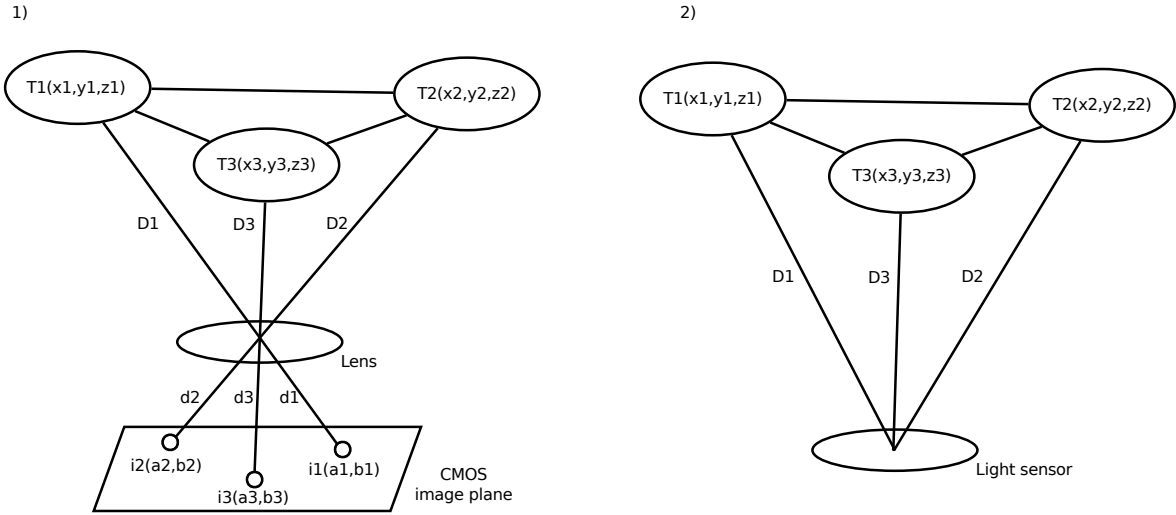 1)
T1(x1,y1,z1)
T2(x2,y2,z2)
T3(x3,y3,z3)
D1
D3
D2
Lens
d2
d3
d1
i2(a2,b2)
i1(a1,b1)
i3(a3,b3)
CMOS
image plane
2)
T1(x1,y1,z1)
T2(x2,y2,z2)
T3(x3,y3,z3)
D1
D3
D2
Light sensor